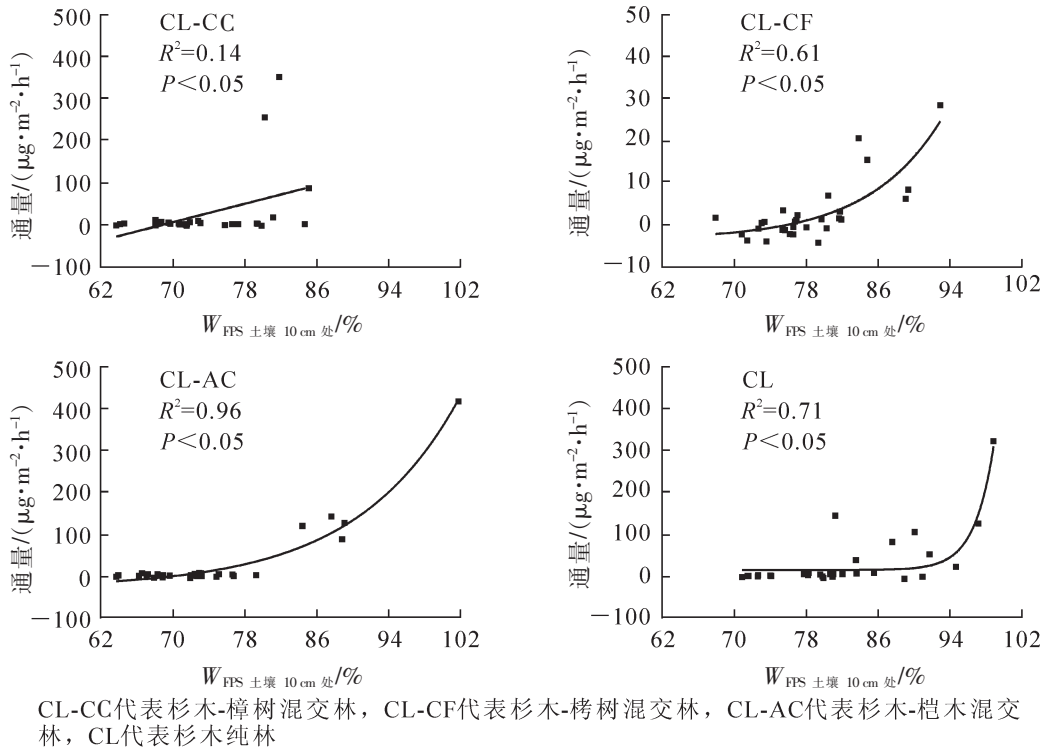 CL-CC
R²=0.14
P<0.05
通量/(μg·m⁻²·h⁻¹)
500
400
300
200
100
0
-100
62 70 78 86 94 102
W_FPS 土壤 10 cm 处/%
CL-CF
R²=0.61
P<0.05
通量/(μg·m⁻²·h⁻¹)
50
40
30
20
10
0
-10
62 70 78 86 94 102
W_FPS 土壤 10 cm 处/%
CL-AC
R²=0.96
P<0.05
通量/(μg·m⁻²·h⁻¹)
500
400
300
200
100
0
-100
62 70 78 86 94 102
W_FPS 土壤 10 cm 处/%
CL
R²=0.71
P<0.05
通量/(μg·m⁻²·h⁻¹)
500
400
300
200
100
0
-100
62 70 78 86 94 102
W_FPS 土壤 10 cm 处/%
CL-CC代表杉木-樟树混交林，CL-CF代表杉木-栲树混交林，CL-AC代表杉木-桤木混交
林，CL代表杉木纯林